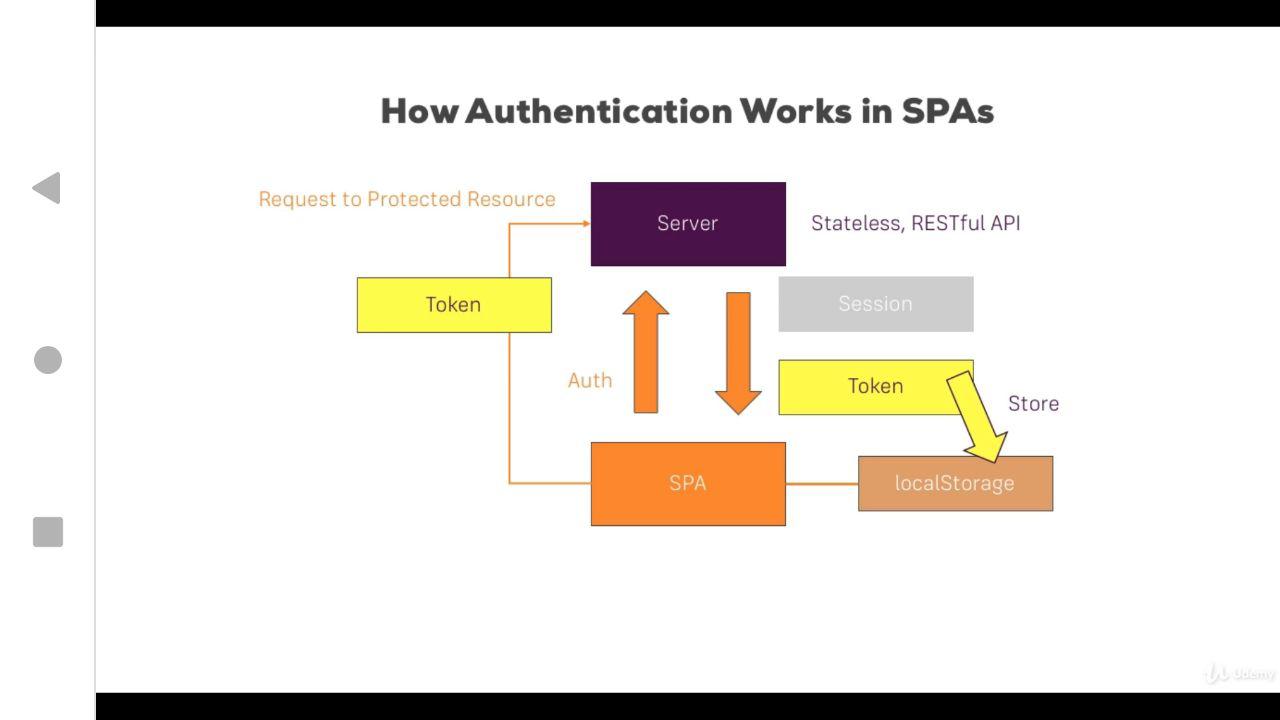 How Authentication Works in SPAs
Request to Protected Resource
Server
Stateless, RESTful API
Token
Session
Auth
Token
Store
SPA
localStorage
Udemy